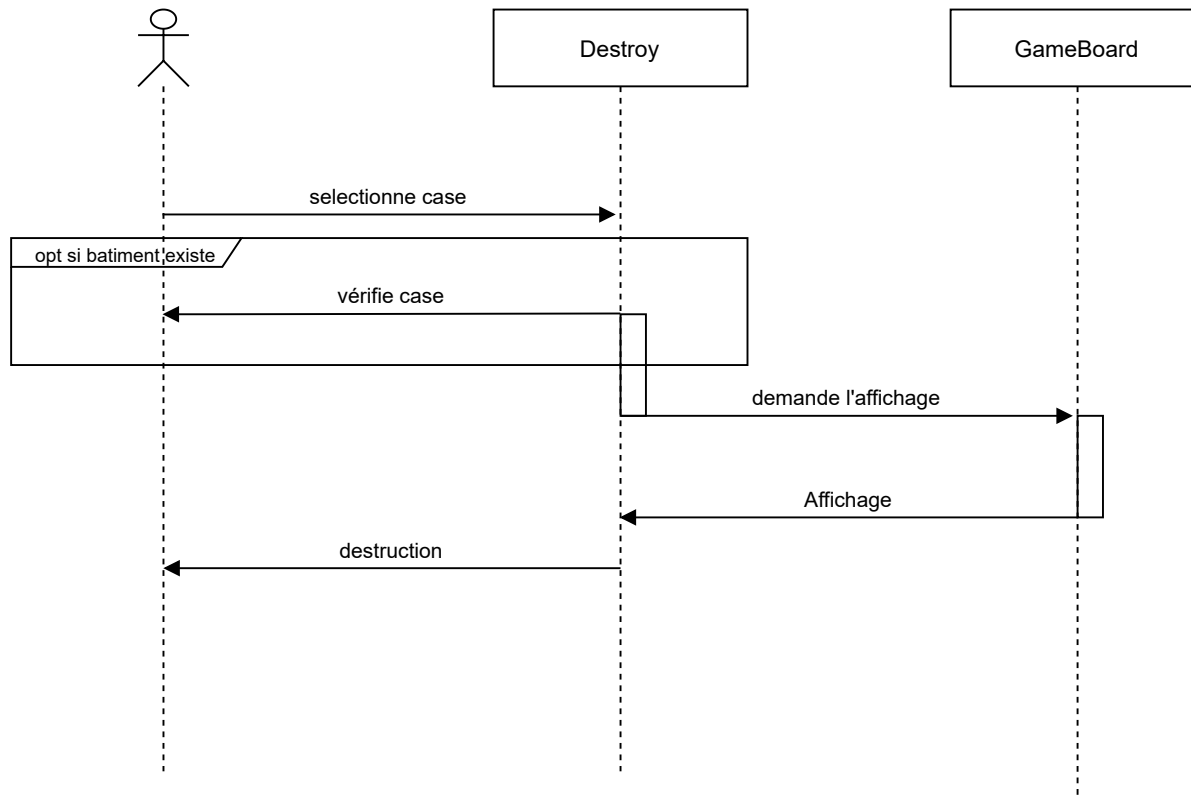 Destroy
GameBoard
selectionne case
opt si batiment existe
vérifie case
demande l'affichage
Affichage
destruction